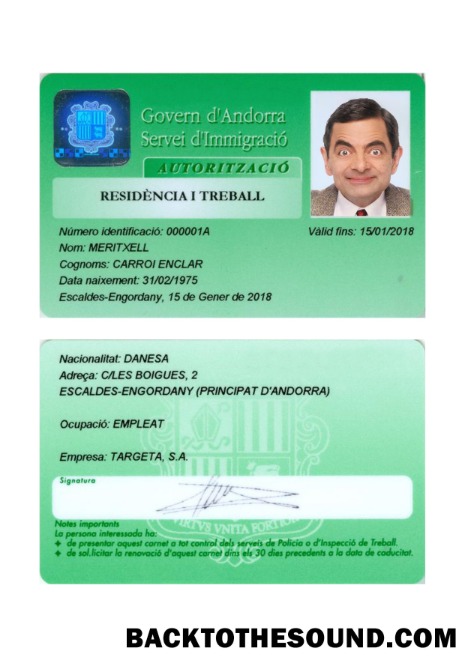 Govern d'Andorra
Servei d'Immigració
AUTORITZACIÓ
RESIDÈNCIA I TREBALL
Número identificació: 000001A
Vàlid fins: 15/01/2018
Nom: MERITXELL
Cognoms: CARROI ENCLAR
Data naixement: 31/02/1975
Escaldes-Engordany, 15 de Gener de 2018
Nacionalitat: DANESA
Adreça: C/LES BOIGUES, 2
ESCALDES-ENGORDANY (PRINCIPAT D'ANDORRA)
Ocupació: EMPLEAT
Empresa: TARGETA, S.A.
Signatura
VIRTVS VNITA FORTIOR
Notes importants
La persona interessada ha:
+ de presentar aquest carnet a tot control dels serveis de Policia o d'Inspecció de Treball.
+ de sol.licitar la renovació d'aquest carnet dins els 30 dies precedents a la data de caducitat.
BACKTOTHESOUND.COM